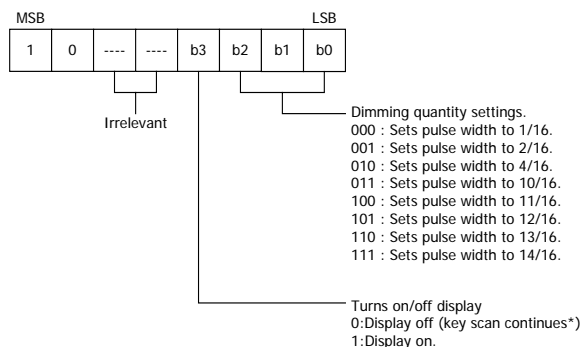 MSB LSB
1 0 ---- ---- b3 b2 b1 b0
Irrelevant
Dimming quantity settings.
000 : Sets pulse width to 1/16.
001 : Sets pulse width to 2/16.
010 : Sets pulse width to 4/16.
011 : Sets pulse width to 10/16.
100 : Sets pulse width to 11/16.
101 : Sets pulse width to 12/16.
110 : Sets pulse width to 13/16.
111 : Sets pulse width to 14/16.
Turns on/off display
0:Display off (key scan continues*)
1:Display on.